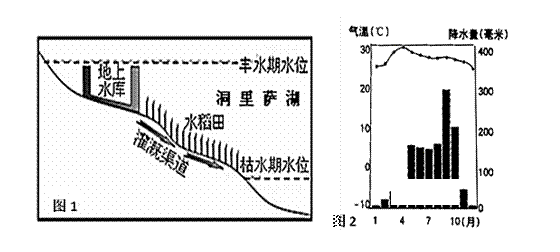 丰水期水位
地上
水库
洞里萨湖
水稻田
灌溉渠道
枯水期水位
图1
气温(℃)
降水量(毫米)
30
20
10
0
-10
400
300
200
100
0
1
4
7
10(月)
图2